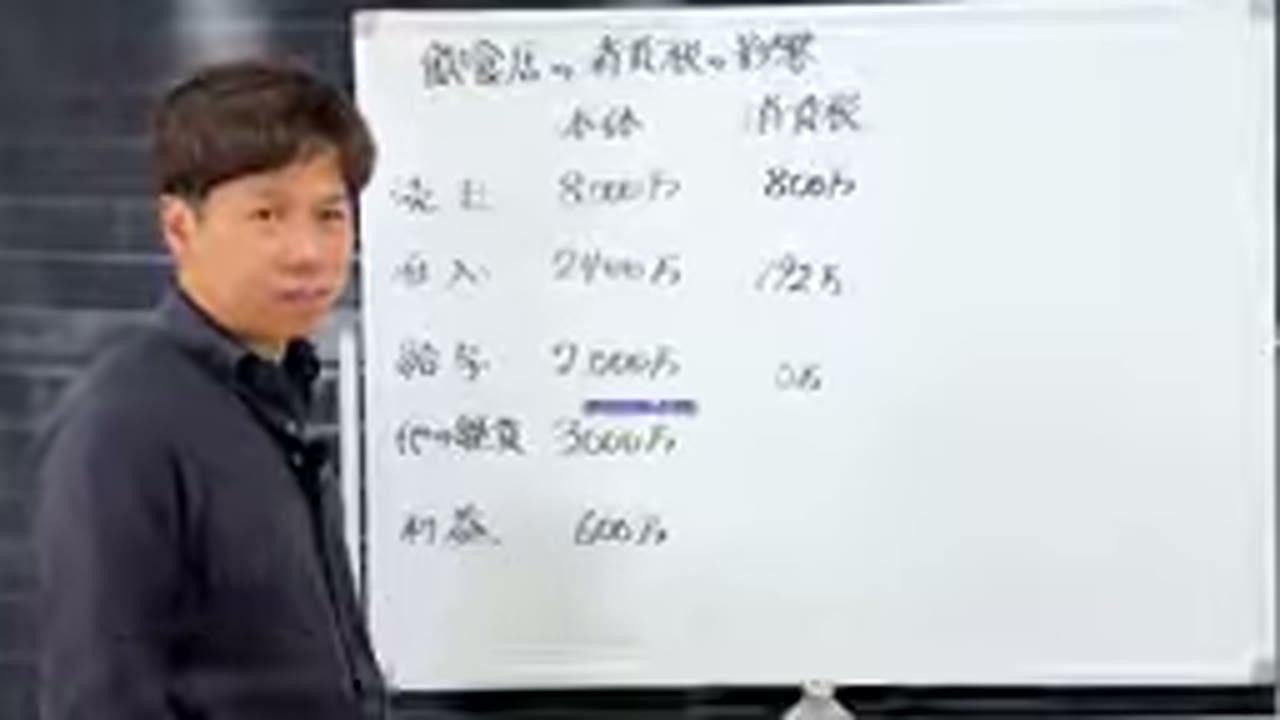 飲食店の消費税の影響
本体 消費税
売上 8000万 800万
仕入 2400万 192万
給与 2000万 0万
他の経費 3000万
利益 600万